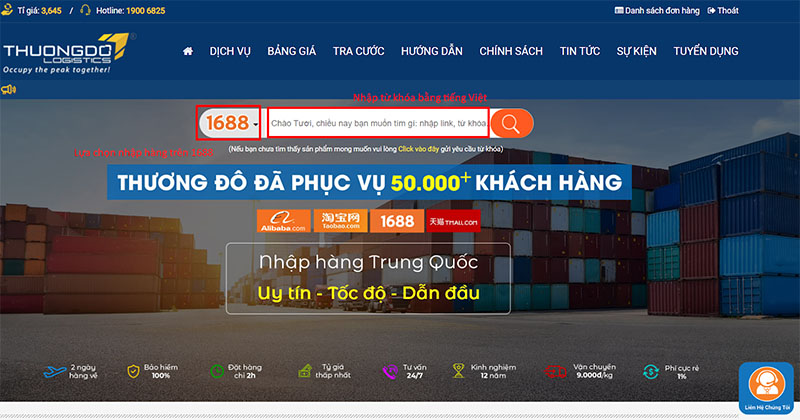 Tỉ giá: 3,645 / Hotline: 1900 6825
Danh sách đơn hàng
Thoát
THUONGDO
LOGISTICS
Occupy the peak together!
DỊCH VỤ BẢNG GIÁ TRA CƯỚC HƯỚNG DẪN CHÍNH SÁCH TIN TỨC SỰ KIỆN TUYỂN DỤNG
Nhập từ khóa bằng tiếng Việt
1688
Chào Tươi, chiều nay bạn muốn tìm gì: nhập link, từ khóa
(Nếu bạn chưa tìm thấy sản phẩm mong muốn vui lòng Click vào đây gửi yêu cầu từ khóa)
THƯƠNG ĐÔ ĐÃ PHỤC VỤ 50.000+ KHÁCH HÀNG
Alibaba.com
淘宝网
taobao.com
1688
天猫 TMALL.COM
Nhập hàng Trung Quốc
Uy tín - Tốc độ - Dẫn đầu
2 ngày
hàng về
Bảo hiểm
100%
Đặt hàng
chỉ 2h
Tỷ giá
thấp nhất
Tư vấn
24/7
Kinh nghiệm
12 năm
Vận chuyển
9.000đ/kg
Phí cực rẻ
1%
Liên Hệ Chúng Tôi